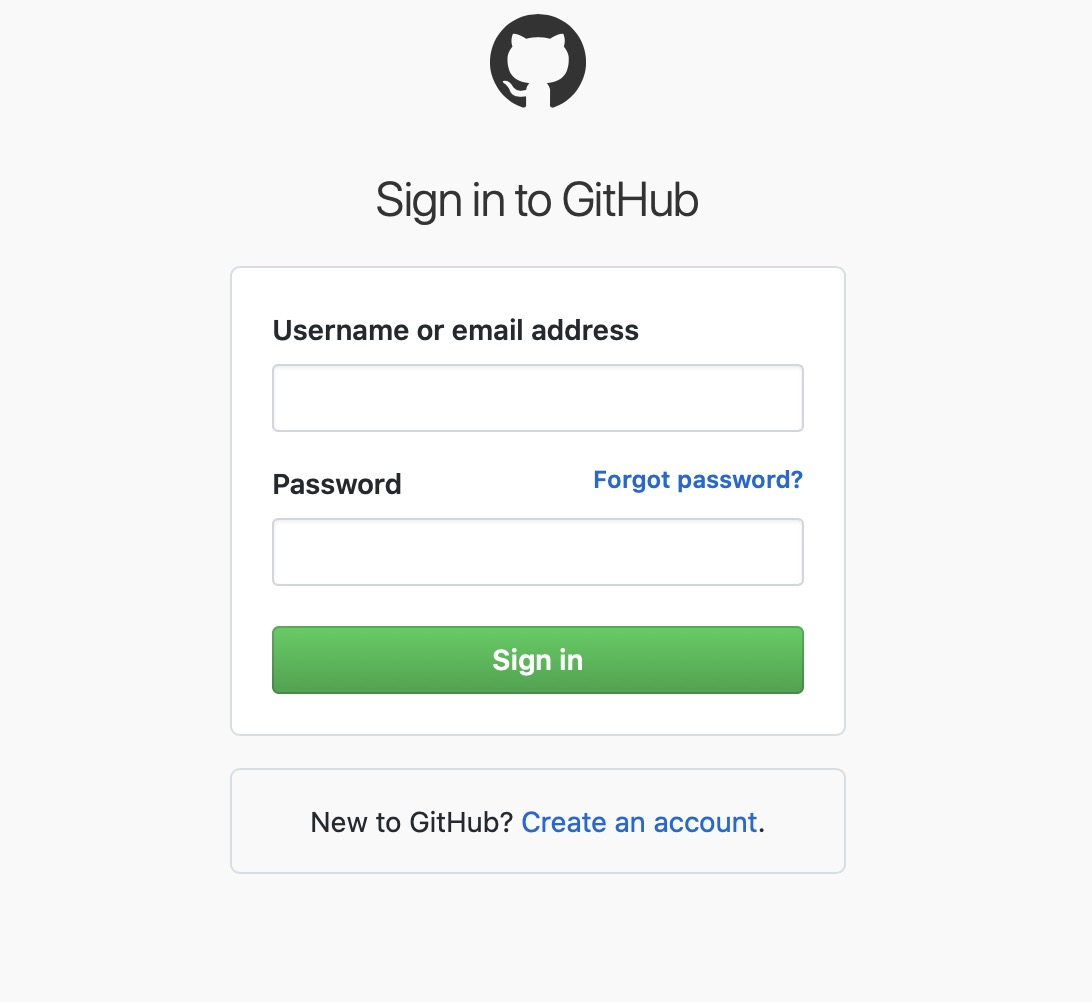 Sign in to GitHub
Username or email address
Password
Forgot password?
Sign in
New to GitHub? Create an account.